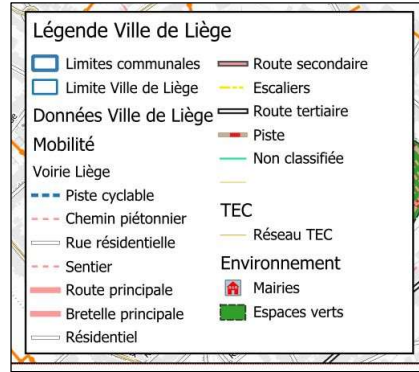 Légende Ville de Liège
Limites communales
Limite Ville de Liège
Données Ville de Liège
Mobilité
Voirie Liège
Piste cyclable
Chemin piétonnier
Rue résidentielle
Sentier
Route principale
Bretelle principale
Résidentiel
Route secondaire
Escaliers
Route tertiaire
Piste
Non classifiée
TEC
Réseau TEC
Environnement
Mairies
Espaces verts